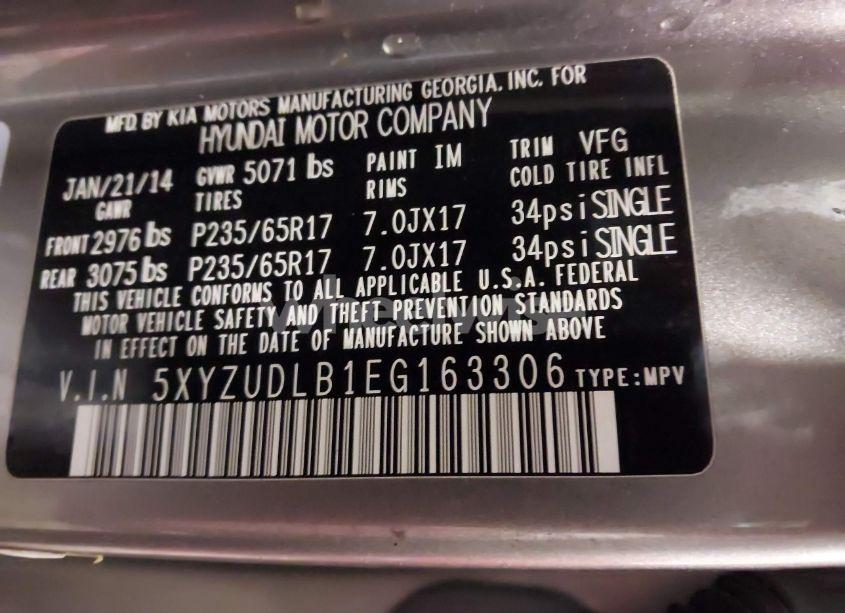 MFD. BY KIA MOTORS MANUFACTURING GEORGIA. INC. FOR
HYUNDAI MOTOR COMPANY
JAN/21/14 GVWR 5071 lbs PAINT IM TRIM VFG
GAWR TIRES RIMS COLD TIRE INFL
FRONT 2976 lbs P235/65R17 7.0JX17 34psi SINGLE
REAR 3075 lbs P235/65R17 7.0JX17 34psi SINGLE
THIS VEHICLE CONFORMS TO ALL APPLICABLE U.S.A. FEDERAL
MOTOR VEHICLE SAFETY AND THEFT PREVENTION STANDARDS
IN EFFECT ON THE DATE OF MANUFACTURE SHOWN ABOVE
V.I.N 5XYZUDLB1EG163306 TYPE:MPV